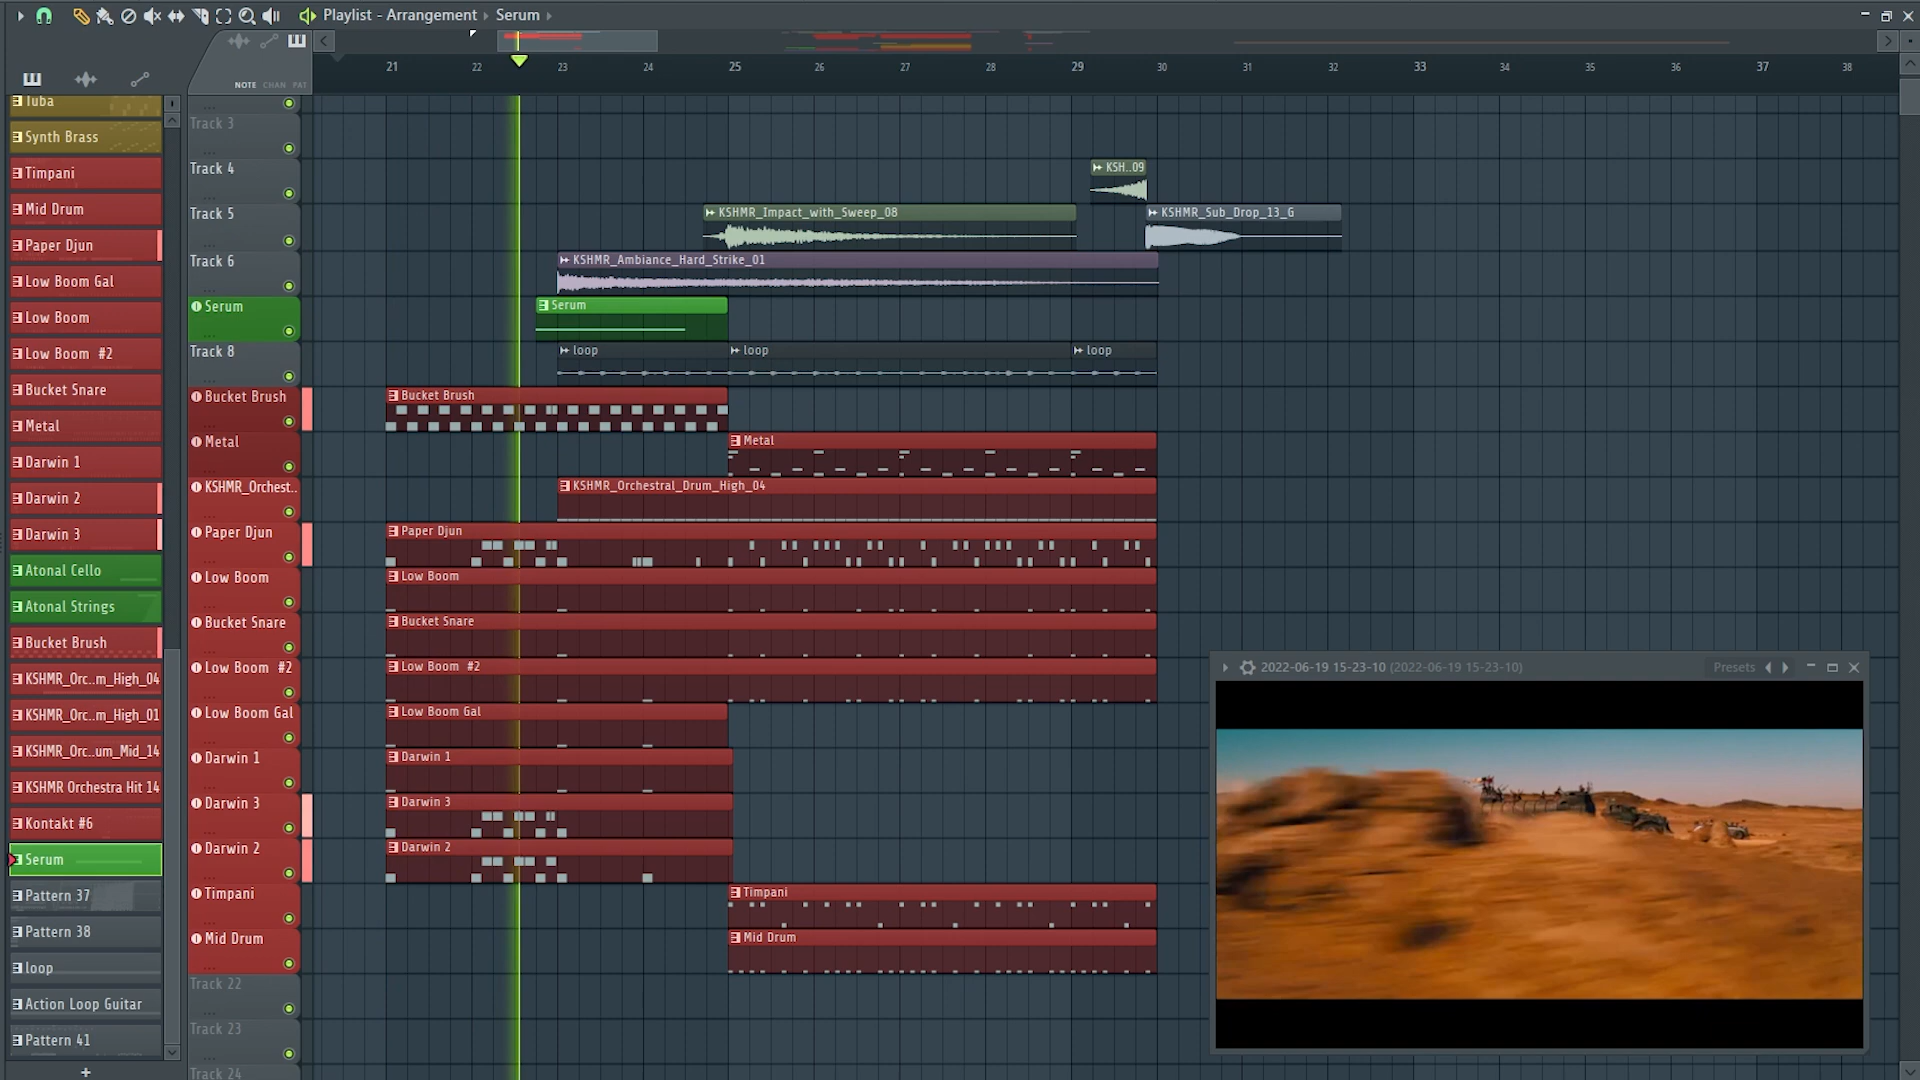 Playlist - Arrangement › Serum ›
NOTE CHAN PAT
21 22 23 24 25 26 27 28 29 30 31 32 33 34 35 36 37 38
Tuba
Synth Brass
Timpani
Mid Drum
Paper Djun
Low Boom Gal
Low Boom
Low Boom #2
Bucket Snare
Metal
Darwin 1
Darwin 2
Darwin 3
Atonal Cello
Atonal Strings
Bucket Brush
KSHMR_Orc..m_High_04
KSHMR_Orc..m_High_01
KSHMR_Orc..um_Mid_14
KSHMR Orchestra Hit 14
Kontakt #6
Serum
Pattern 37
Pattern 38
loop
Action Loop Guitar
Pattern 41
+
Track 3
Track 4
Track 5
Track 6
Serum
Track 8
Bucket Brush
Metal
KSHMR_Orchest..
Paper Djun
Low Boom
Bucket Snare
Low Boom #2
Low Boom Gal
Darwin 1
Darwin 3
Darwin 2
Timpani
Mid Drum
Track 22
Track 23
Track 24
KSH..09
KSHMR_Impact_with_Sweep_08
KSHMR_Sub_Drop_13_G
KSHMR_Ambiance_Hard_Strike_01
Serum
loop loop loop
Bucket Brush
Metal
KSHMR_Orchestral_Drum_High_04
Paper Djun
Low Boom
Bucket Snare
Low Boom #2
Low Boom Gal
Darwin 1
Darwin 3
Darwin 2
Timpani
Mid Drum
2022-06-19 15-23-10 (2022-06-19 15-23-10) Presets